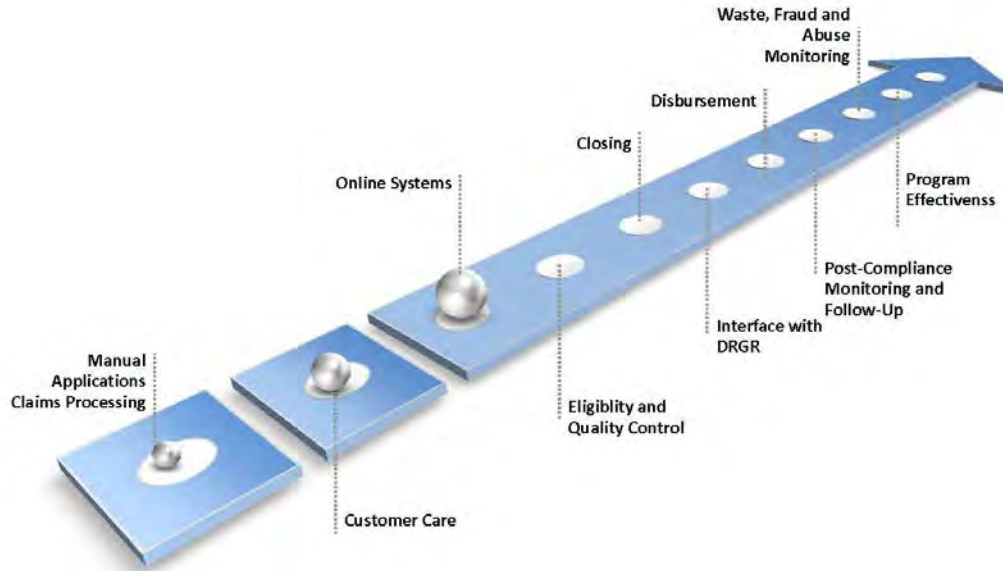 Waste, Fraud and
Abuse
Monitoring
Disbursement
Closing
Online Systems
Program
Effectivenss
Post-Compliance
Monitoring and
Follow-Up
Interface with
DRGR
Manual
Applications
Claims Processing
Eligiblity and
Quality Control
Customer Care